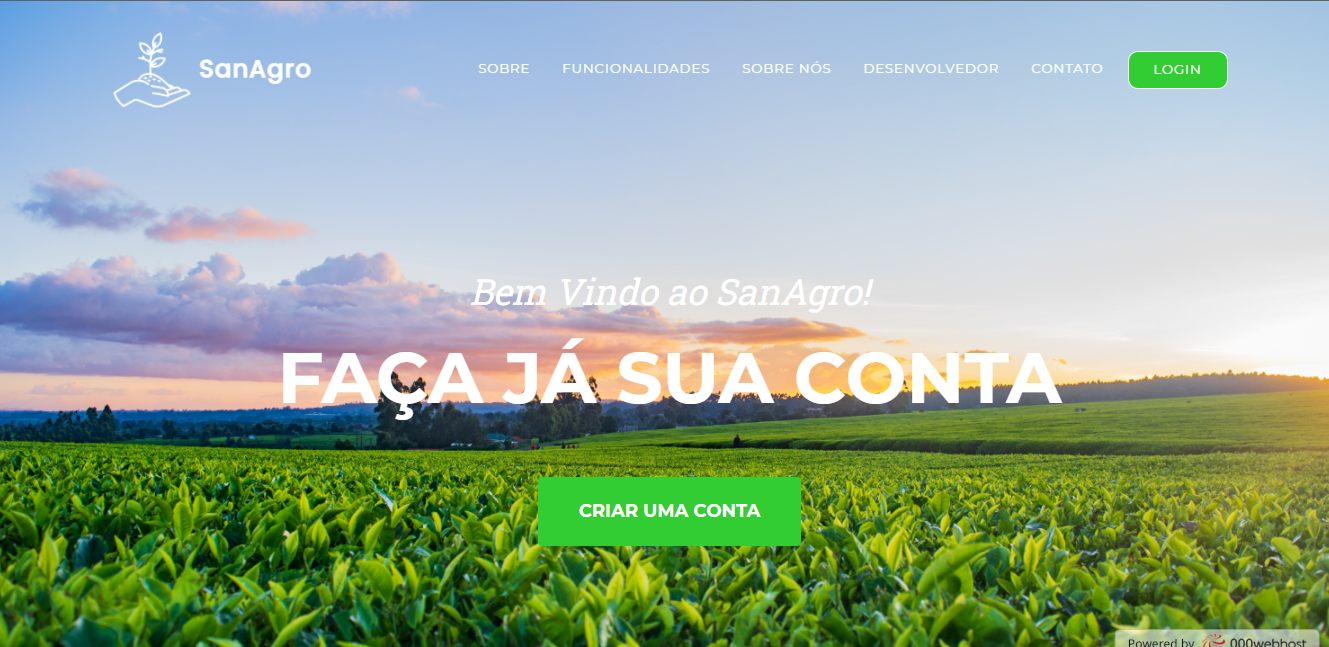 SanAgro
SOBRE FUNCIONALIDADES SOBRE NÓS DESENVOLVEDOR CONTATO LOGIN
Bem Vindo ao SanAgro!
FAÇA JÁ SUA CONTA
CRIAR UMA CONTA
Powered by 000webhost